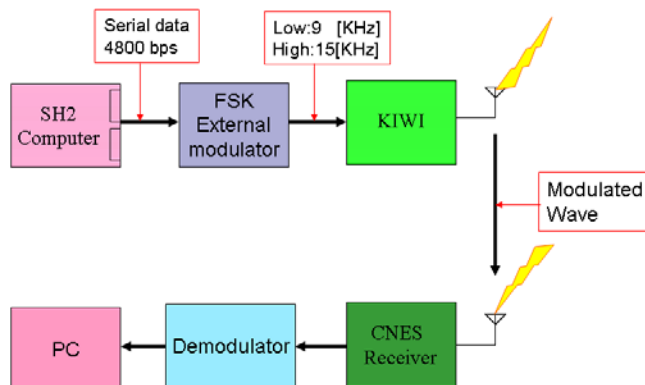 Serial data
4800 bps
Low:9 [KHz]
High:15[KHz]
SH2
Computer
FSK
External
modulator
KIWI
Modulated
Wave
PC
Demodulator
CNES
Receiver